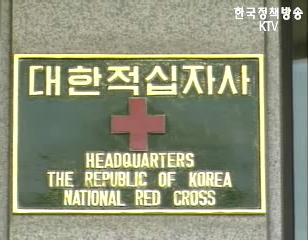 한국정책방송
KTV
대한적십자사
HEADQUARTERS
THE REPUBLIC OF KOREA
NATIONAL RED CROSS